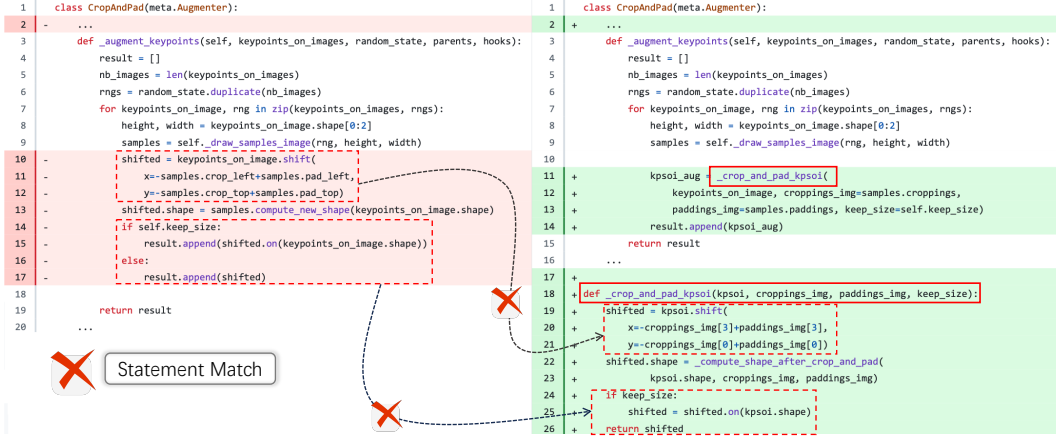 1 class CropAndPad(meta.Augmenter):
2 - ...
3 def _augment_keypoints(self, keypoints_on_images, random_state, parents, hooks):
4 result = []
5 nb_images = len(keypoints_on_images)
6 rngs = random_state.duplicate(nb_images)
7 for keypoints_on_image, rng in zip(keypoints_on_images, rngs):
8 height, width = keypoints_on_image.shape[0:2]
9 samples = self._draw_samples_image(rng, height, width)
10 - shifted = keypoints_on_image.shift(
11 - x=-samples.crop_left+samples.pad_left,
12 - y=-samples.crop_top+samples.pad_top)
13 - shifted.shape = samples.compute_new_shape(keypoints_on_image.shape)
14 - if self.keep_size:
15 - result.append(shifted.on(keypoints_on_image.shape))
16 - else:
17 - result.append(shifted)
18
19 return result
20 ...
Statement Match
1 class CropAndPad(meta.Augmenter):
2 + ...
3 def _augment_keypoints(self, keypoints_on_images, random_state, parents, hooks):
4 result = []
5 nb_images = len(keypoints_on_images)
6 rngs = random_state.duplicate(nb_images)
7 for keypoints_on_image, rng in zip(keypoints_on_images, rngs):
8 height, width = keypoints_on_image.shape[0:2]
9 samples = self._draw_samples_image(rng, height, width)
10
11 + kpsoi_aug = _crop_and_pad_kpsoi(
12 + keypoints_on_image, croppings_img=samples.croppings,
13 + paddings_img=samples.paddings, keep_size=self.keep_size)
14 + result.append(kpsoi_aug)
15 return result
16 ...
17 +
18 + def _crop_and_pad_kpsoi(kpsoi, croppings_img, paddings_img, keep_size):
19 + shifted = kpsoi.shift(
20 + x=-croppings_img[3]+paddings_img[3],
21 + y=-croppings_img[0]+paddings_img[0])
22 + shifted.shape = _compute_shape_after_crop_and_pad(
23 + kpsoi.shape, croppings_img, paddings_img)
24 + if keep_size:
25 + shifted = shifted.on(kpsoi.shape)
26 + return shifted